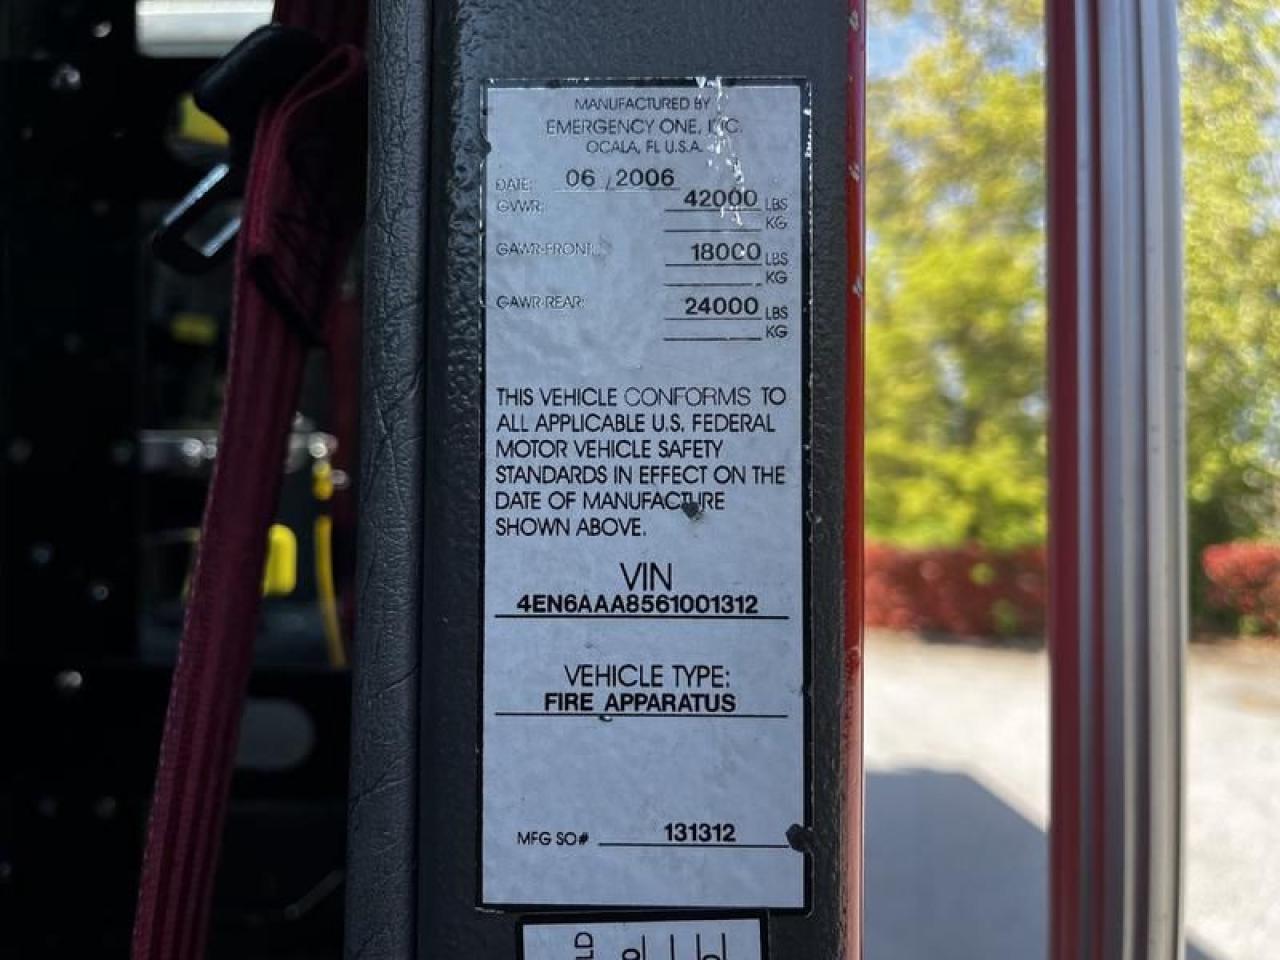 MANUFACTURED BY
EMERGENCY ONE, INC.
OCALA, FL U.S.A.
DATE: 06 / 2006
GVWR: 42000 LBS
KG
GAWR-FRONT: 18000 LBS
KG
GAWR-REAR: 24000 LBS
KG
THIS VEHICLE CONFORMS TO
ALL APPLICABLE U.S. FEDERAL
MOTOR VEHICLE SAFETY
STANDARDS IN EFFECT ON THE
DATE OF MANUFACTURE
SHOWN ABOVE.
VIN
4EN6AAA8561001312
VEHICLE TYPE:
FIRE APPARATUS
MFG SO# 131312